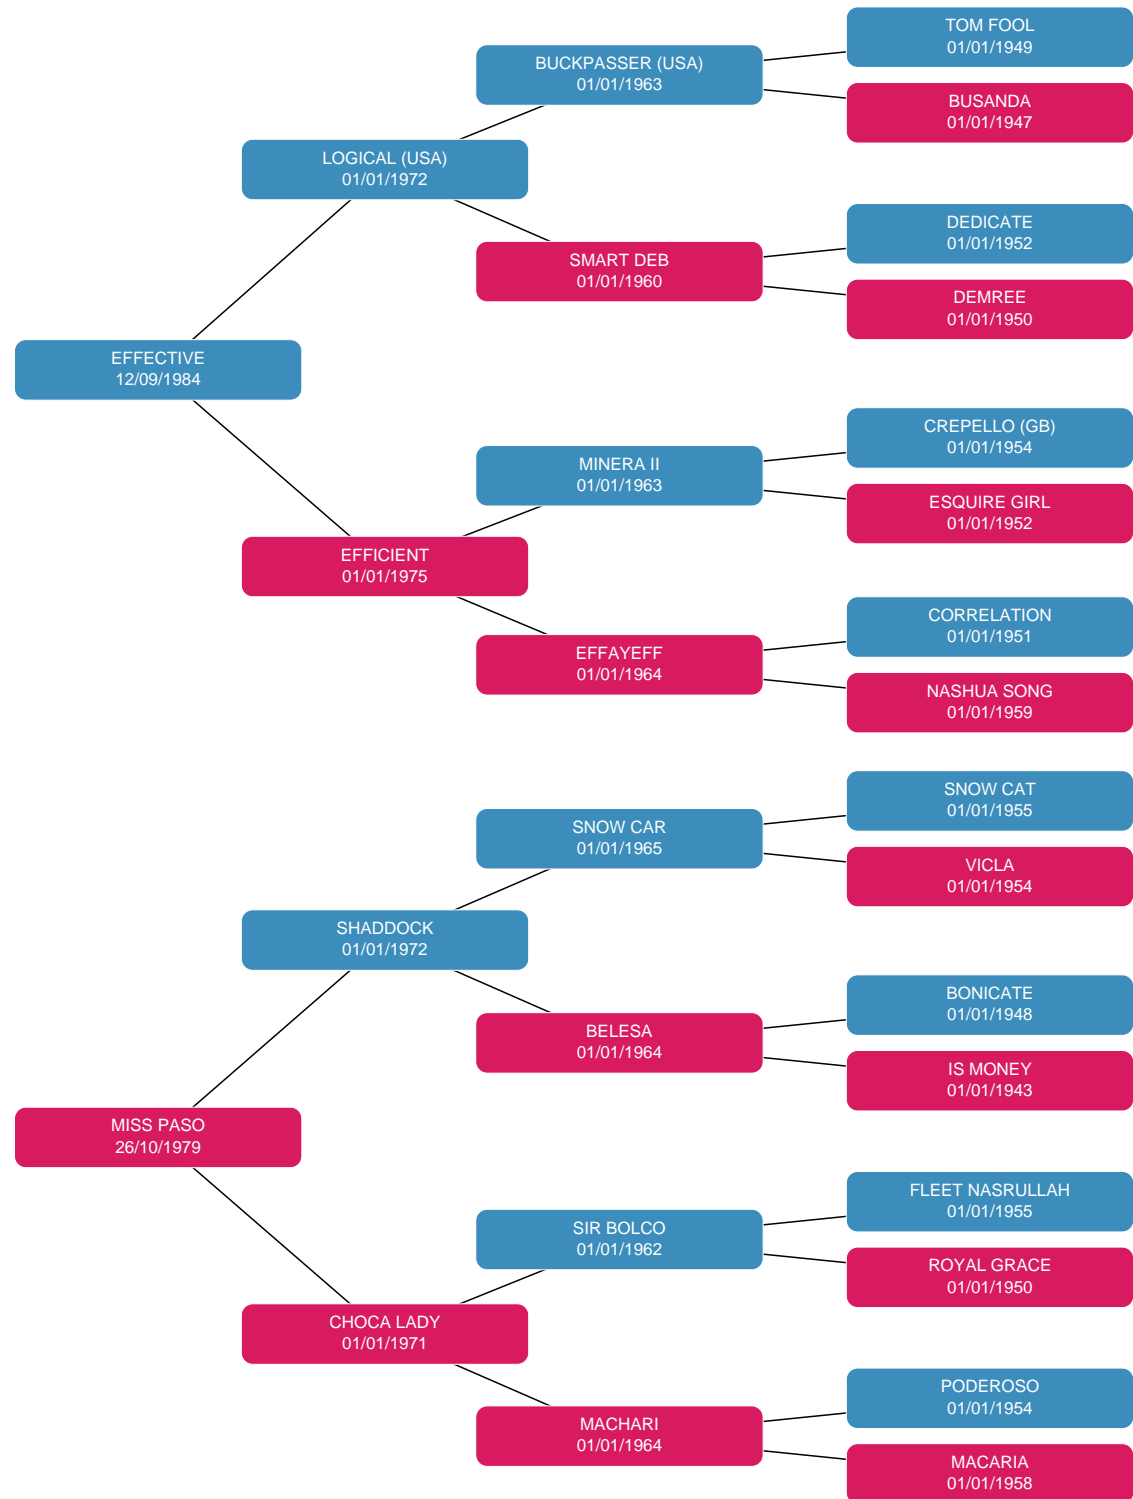 TOM FOOL
01/01/1949
BUCKPASSER (USA)
01/01/1963
BUSANDA
01/01/1947
LOGICAL (USA)
01/01/1972
DEDICATE
01/01/1952
SMART DEB
01/01/1960
DEMREE
01/01/1950
EFFECTIVE
12/09/1984
CREPELLO (GB)
01/01/1954
MINERA II
01/01/1963
ESQUIRE GIRL
01/01/1952
EFFICIENT
01/01/1975
CORRELATION
01/01/1951
EFFAYEFF
01/01/1964
NASHUA SONG
01/01/1959
SNOW CAT
01/01/1955
SNOW CAR
01/01/1965
VICLA
01/01/1954
SHADDOCK
01/01/1972
BONICATE
01/01/1948
BELESA
01/01/1964
IS MONEY
01/01/1943
MISS PASO
26/10/1979
FLEET NASRULLAH
01/01/1955
SIR BOLCO
01/01/1962
ROYAL GRACE
01/01/1950
CHOCA LADY
01/01/1971
PODEROSO
01/01/1954
MACHARI
01/01/1964
MACARIA
01/01/1958